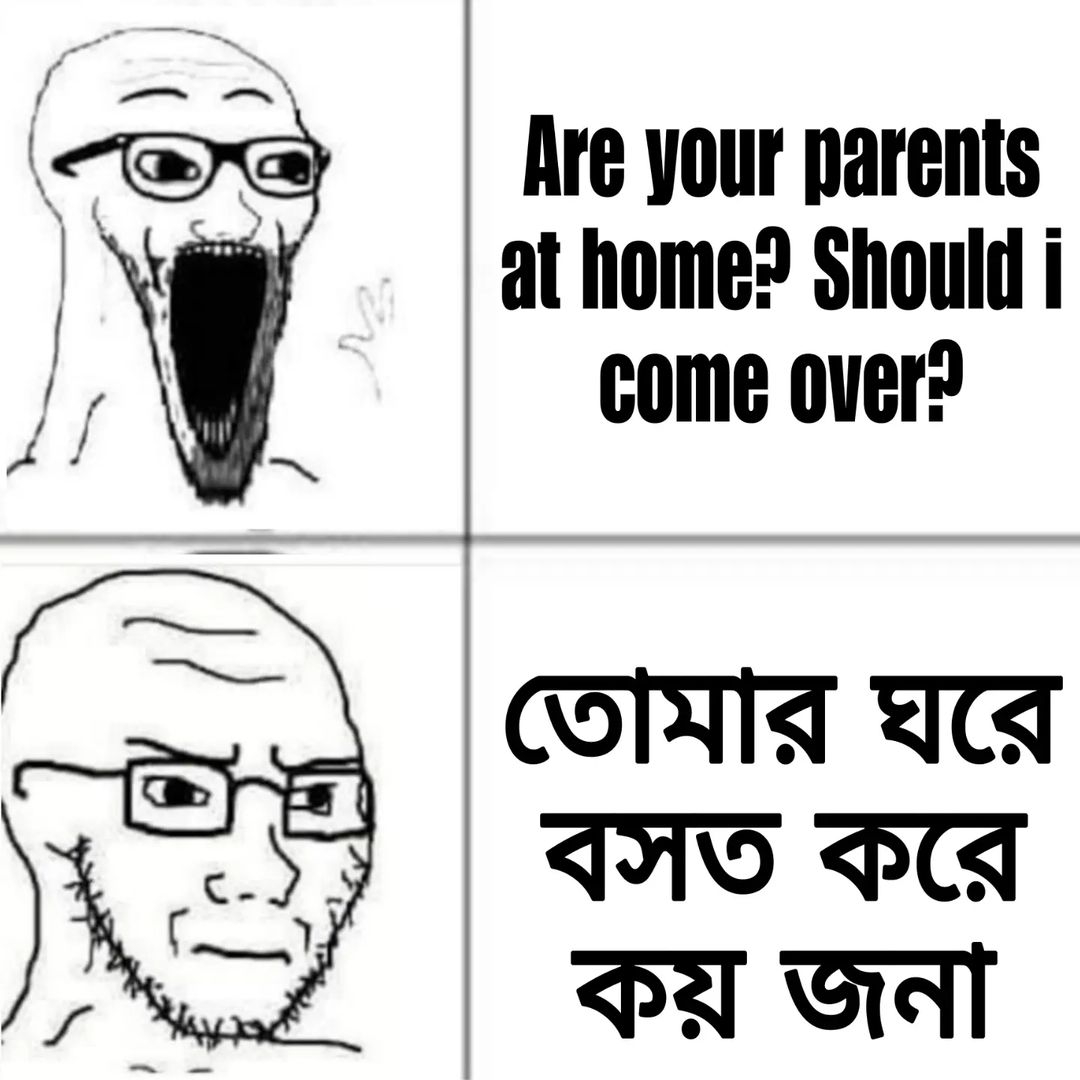 Are your parents
at home? Should i
come over?
তোমার ঘরে
বসত করে
কয় জনা